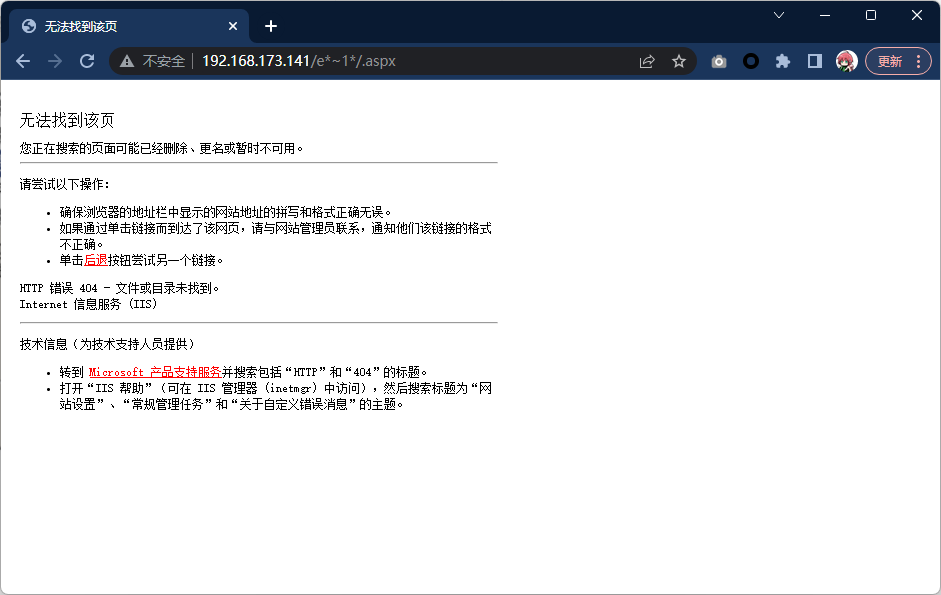 无法找到该页
不安全 192.168.173.141/e*~1*/.aspx 更新
无法找到该页
您正在搜索的页面可能已经删除、更名或暂时不可用。
请尝试以下操作：
• 确保浏览器的地址栏中显示的网站地址的拼写和格式正确无误。
• 如果通过单击链接而到达了该网页，请与网站管理员联系，通知他们该链接的格式
不正确。
• 单击后退按钮尝试另一个链接。
HTTP 错误 404 - 文件或目录未找到。
Internet 信息服务 (IIS)
技术信息（为技术支持人员提供）
• 转到 Microsoft 产品支持服务并搜索包括“HTTP”和“404”的标题。
• 打开“IIS 帮助”（可在 IIS 管理器 (inetmgr) 中访问），然后搜索标题为“网
站设置”、“常规管理任务”和“关于自定义错误消息”的主题。